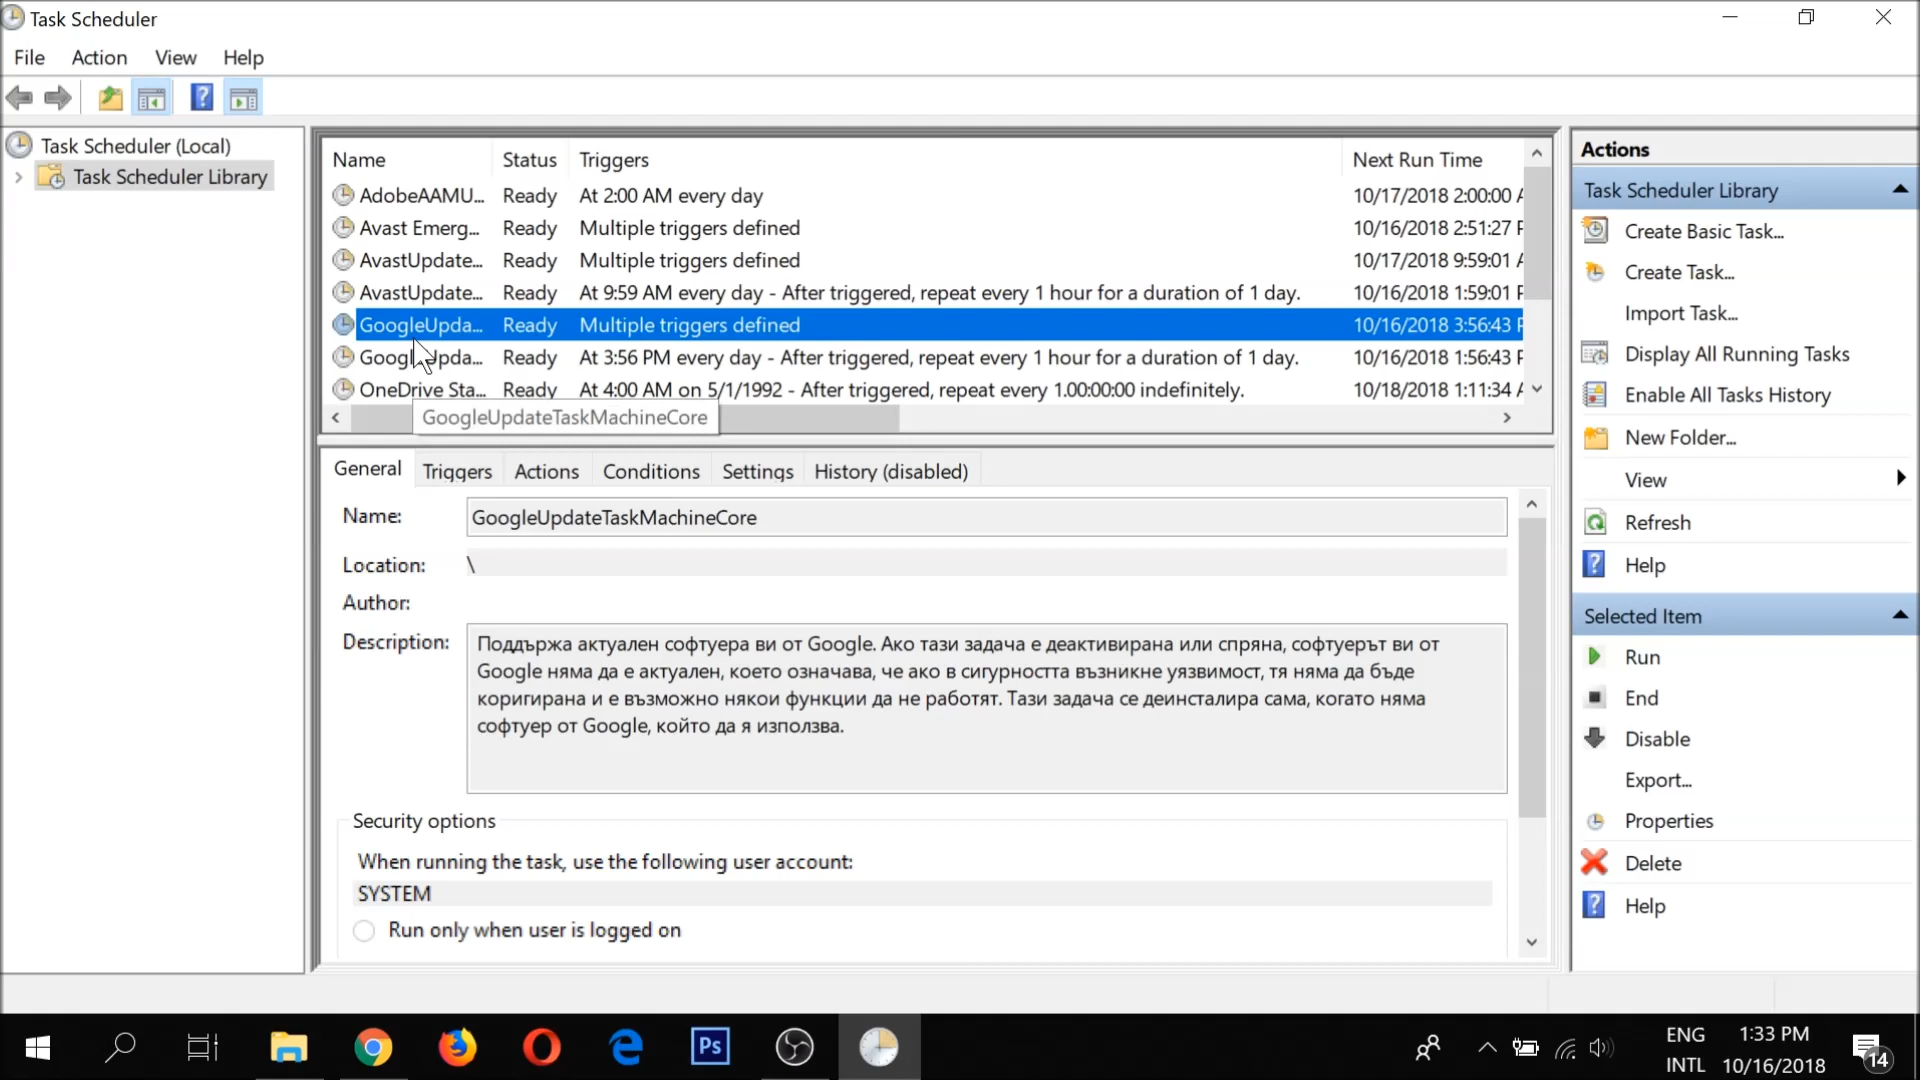 Task Scheduler
File Action View Help
Task Scheduler (Local)
Task Scheduler Library
Name Status Triggers Next Run Time
AdobeAAMU... Ready At 2:00 AM every day 10/17/2018 2:00:00 A
Avast Emerg... Ready Multiple triggers defined 10/16/2018 2:51:27 P
AvastUpdate... Ready Multiple triggers defined 10/17/2018 9:59:01 A
AvastUpdate... Ready At 9:59 AM every day - After triggered, repeat every 1 hour for a duration of 1 day. 10/16/2018 1:59:01 P
GoogleUpda... Ready Multiple triggers defined 10/16/2018 3:56:43 P
GoogleUpda... Ready At 3:56 PM every day - After triggered, repeat every 1 hour for a duration of 1 day. 10/16/2018 1:56:43 P
OneDrive Sta... Ready At 4:00 AM on 5/1/1992 - After triggered, repeat every 1.00:00:00 indefinitely. 10/18/2018 1:11:34 A
GoogleUpdateTaskMachineCore
General Triggers Actions Conditions Settings History (disabled)
Name: GoogleUpdateTaskMachineCore
Location: \
Author:
Description: Поддържа актуален софтуера ви от Google. Ако тази задача е деактивирана или спряна, софтуерът ви от
Google няма да е актуален, което означава, че ако в сигурността възникне уязвимост, тя няма да бъде
коригирана и е възможно някои функции да не работят. Тази задача се деинсталира сама, когато няма
софтуер от Google, който да я използва.
Security options
When running the task, use the following user account:
SYSTEM
Run only when user is logged on
Actions
Task Scheduler Library
Create Basic Task...
Create Task...
Import Task...
Display All Running Tasks
Enable All Tasks History
New Folder...
View
Refresh
Help
Selected Item
Run
End
Disable
Export...
Properties
Delete
Help
Ps
ENG 1:33 PM
INTL 10/16/2018
14